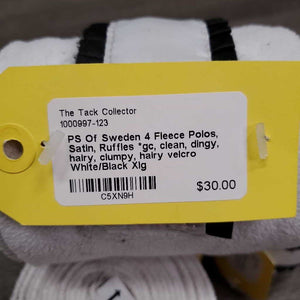 The Tack Collector
1000997-123
PS Of Sweden 4 Fleece Polos,
Satin, Ruffles *gc, clean, dingy,
hairy, clumpy, hairy velcro
White/Black Xlg
$30.00
C5XN9H